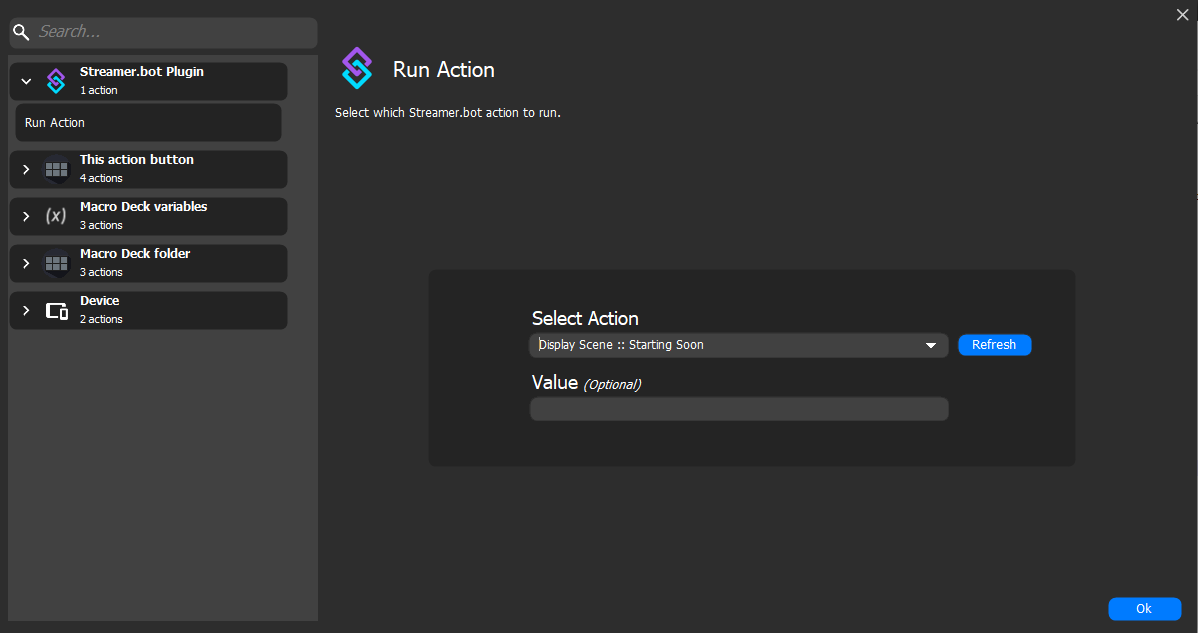 Search...
Streamer.bot Plugin
1 action
Run Action
This action button
4 actions
Macro Deck variables
3 actions
Macro Deck folder
3 actions
Device
2 actions
Run Action
Select which Streamer.bot action to run.
Select Action
Display Scene :: Starting Soon
Refresh
Value (Optional)
Ok